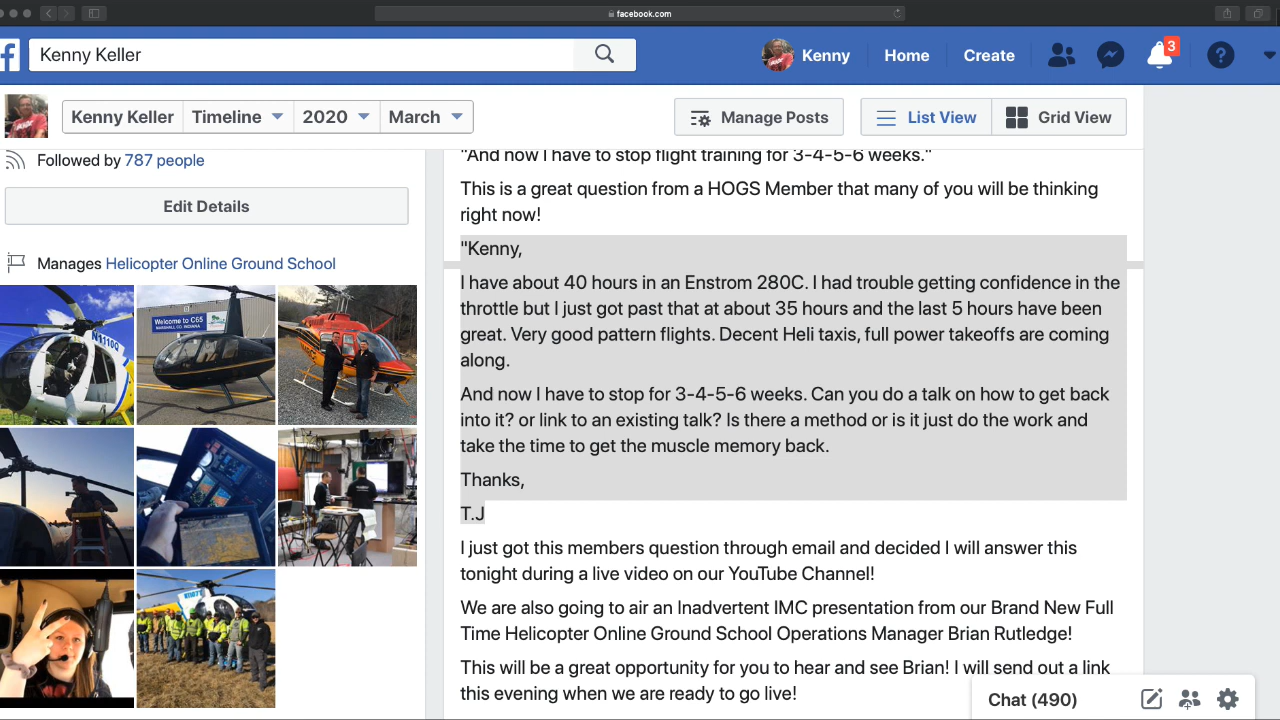 facebook.com
f
Kenny Keller
Kenny
Home
Create
3
Kenny Keller
Timeline
2020
March
Manage Posts
List View
Grid View
Followed by 787 people
Edit Details
Manages Helicopter Online Ground School
N1110Q
Welcome to C65
MARSHALL CO. INDIANA
"And now I have to stop flight training for 3-4-5-6 weeks."
This is a great question from a HOGS Member that many of you will be thinking
right now!
"Kenny,
I have about 40 hours in an Enstrom 280C. I had trouble getting confidence in the
throttle but I just got past that at about 35 hours and the last 5 hours have been
great. Very good pattern flights. Decent Heli taxis, full power takeoffs are coming
along.
And now I have to stop for 3-4-5-6 weeks. Can you do a talk on how to get back
into it? or link to an existing talk? Is there a method or is it just do the work and
take the time to get the muscle memory back.
Thanks,
T.J
I just got this members question through email and decided I will answer this
tonight during a live video on our YouTube Channel!
We are also going to air an Inadvertent IMC presentation from our Brand New Full
Time Helicopter Online Ground School Operations Manager Brian Rutledge!
This will be a great opportunity for you to hear and see Brian! I will send out a link
this evening when we are ready to go live!
Chat (490)